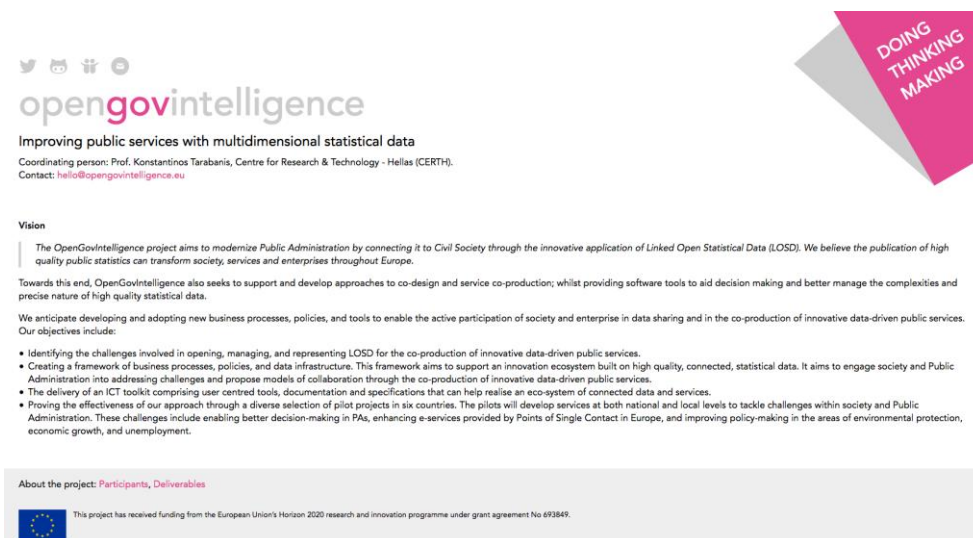 DOING
THINKING
MAKING
opengovintelligence
Improving public services with multidimensional statistical data
Coordinating person: Prof. Konstantinos Tarabanis, Centre for Research & Technology - Hellas (CERTH).
Contact: hello@opengovintelligence.eu
Vision
The OpenGovIntelligence project aims to modernize Public Administration by connecting it to Civil Society through the innovative application of Linked Open Statistical Data (LOSD). We believe the publication of high
quality public statistics can transform society, services and enterprises throughout Europe.
Towards this end, OpenGovIntelligence also seeks to support and develop approaches to co-design and service co-production; whilst providing software tools to aid decision making and better manage the complexities and
precise nature of high quality statistical data.
We anticipate developing and adopting new business processes, policies, and tools to enable the active participation of society and enterprise in data sharing and in the co-production of innovative data-driven public services.
Our objectives include:
• Identifying the challenges involved in opening, managing, and representing LOSD for the co-production of innovative data-driven public services.
• Creating a framework of business processes, policies, and data infrastructure. This framework aims to support an innovation ecosystem built on high quality, connected, statistical data. It aims to engage society and Public
Administration into addressing challenges and propose models of collaboration through the co-production of innovative data-driven public services.
• The delivery of an ICT toolkit comprising user centred tools, documentation and specifications that can help realise an eco-system of connected data and services.
• Proving the effectiveness of our approach through a diverse selection of pilot projects in six countries. The pilots will develop services at both national and local levels to tackle challenges within society and Public
Administration. These challenges include enabling better decision-making in PAs, enhancing e-services provided by Points of Single Contact in Europe, and improving policy-making in the areas of environmental protection,
economic growth, and unemployment.
About the project: Participants, Deliverables
This project has received funding from the European Union's Horizon 2020 research and innovation programme under grant agreement No 693849.